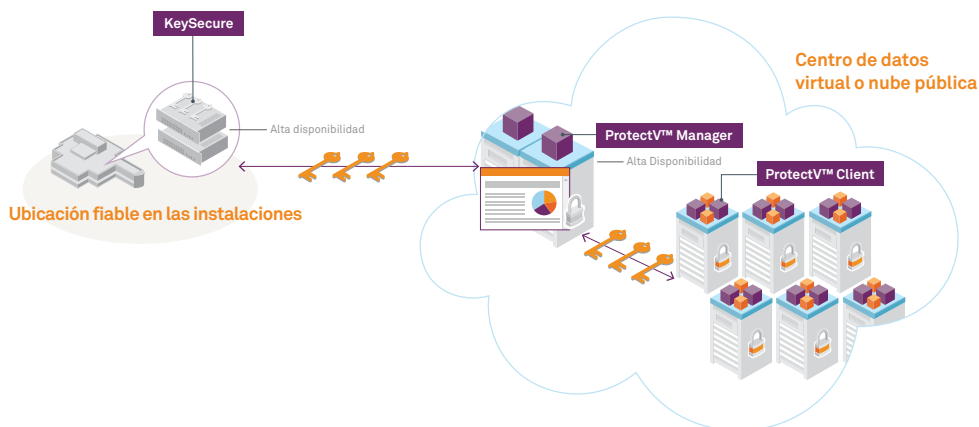 KeySecure
Centro de datos
virtual o nube pública
Alta disponibilidad
ProtectV™ Manager
Alta Disponibilidad
ProtectV™ Client
Ubicación fiable en las instalaciones